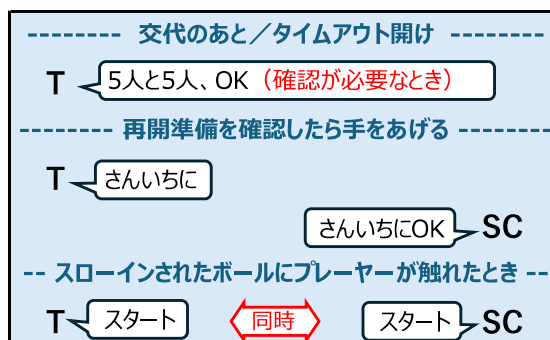 -------- 交代のあと／タイムアウト開け --------
T 5人と5人、OK（確認が必要なとき）
-------- 再開準備を確認したら手をあげる --------
T さんいちに
さんいちにOK SC
-- スローインされたボールにプレーヤーが触れたとき --
T スタート 同時 スタート SC